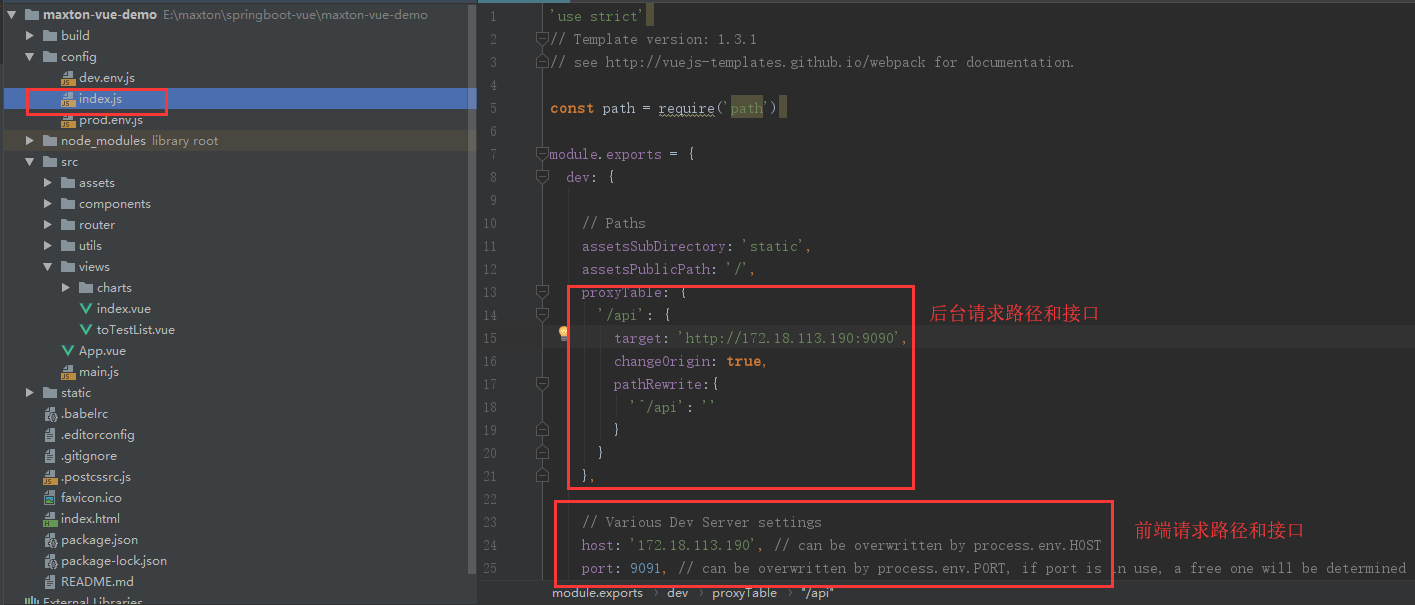 maxton-vue-demo E:\maxton\springboot-vue\maxton-vue-demo
build
config
dev.env.js
index.js
prod.env.js
node_modules library root
src
assets
components
router
utils
views
charts
index.vue
toTestList.vue
App.vue
main.js
static
.babelrc
.editorconfig
.gitignore
.postcssrc.js
favicon.ico
index.html
package.json
package-lock.json
README.md
External Libraries
1 'use strict'
2 // Template version: 1.3.1
3 // see http://vuejs-templates.github.io/webpack for documentation.
4
5 const path = require('path')
6
7 module.exports = {
8 dev: {
9
10 // Paths
11 assetsSubDirectory: 'static',
12 assetsPublicPath: '/',
13 proxyTable: {
14 '/api': {
15 target: 'http://172.18.113.190:9090',
16 changeOrigin: true,
17 pathRewrite:{
18 '^/api': ''
19 }
20 }
21 },
22
23 // Various Dev Server settings
24 host: '172.18.113.190', // can be overwritten by process.env.HOST
25 port: 9091, // can be overwritten by process.env.PORT, if port is in use, a free one will be determined
后台请求路径和接口
前端请求路径和接口
module.exports › dev › proxyTable › "/api"